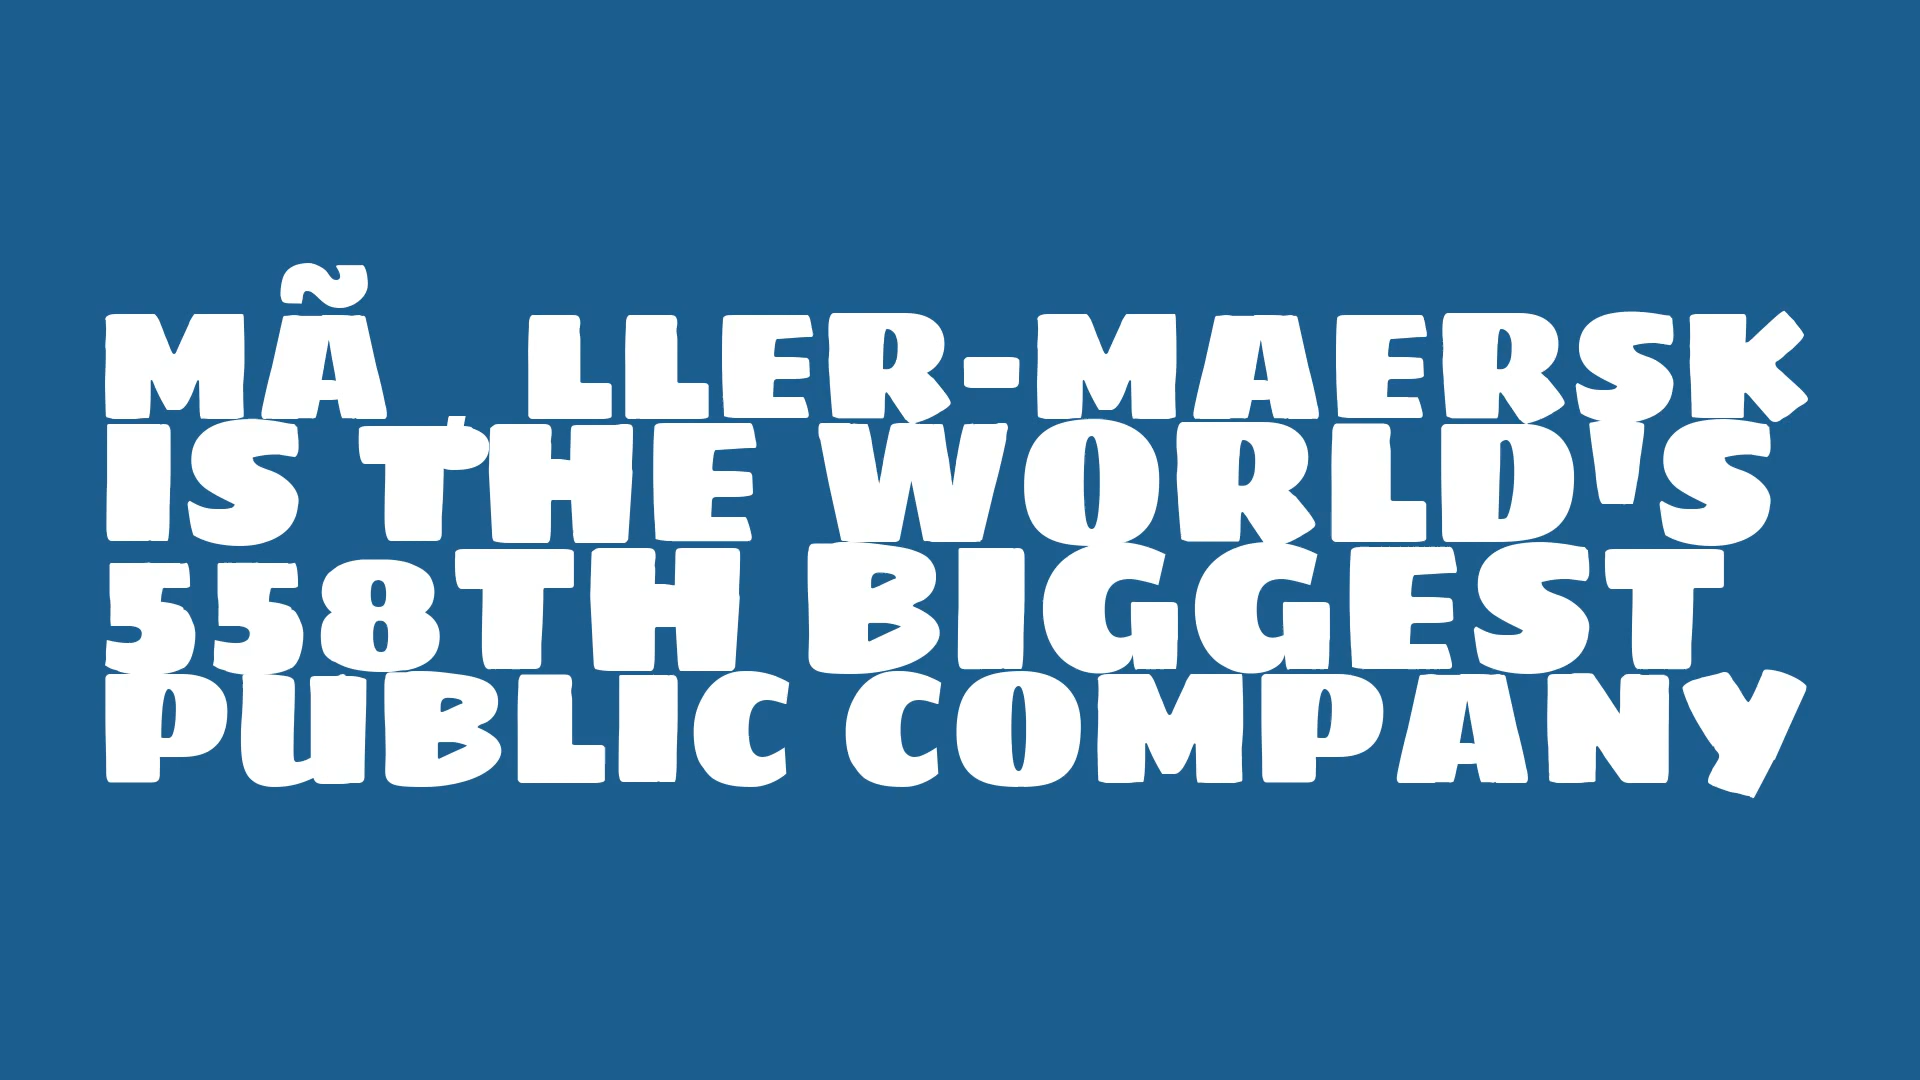 MÃ¸LLER-MAERSK
IS THE WORLD'S
558TH BIGGEST
PUBLIC COMPANY